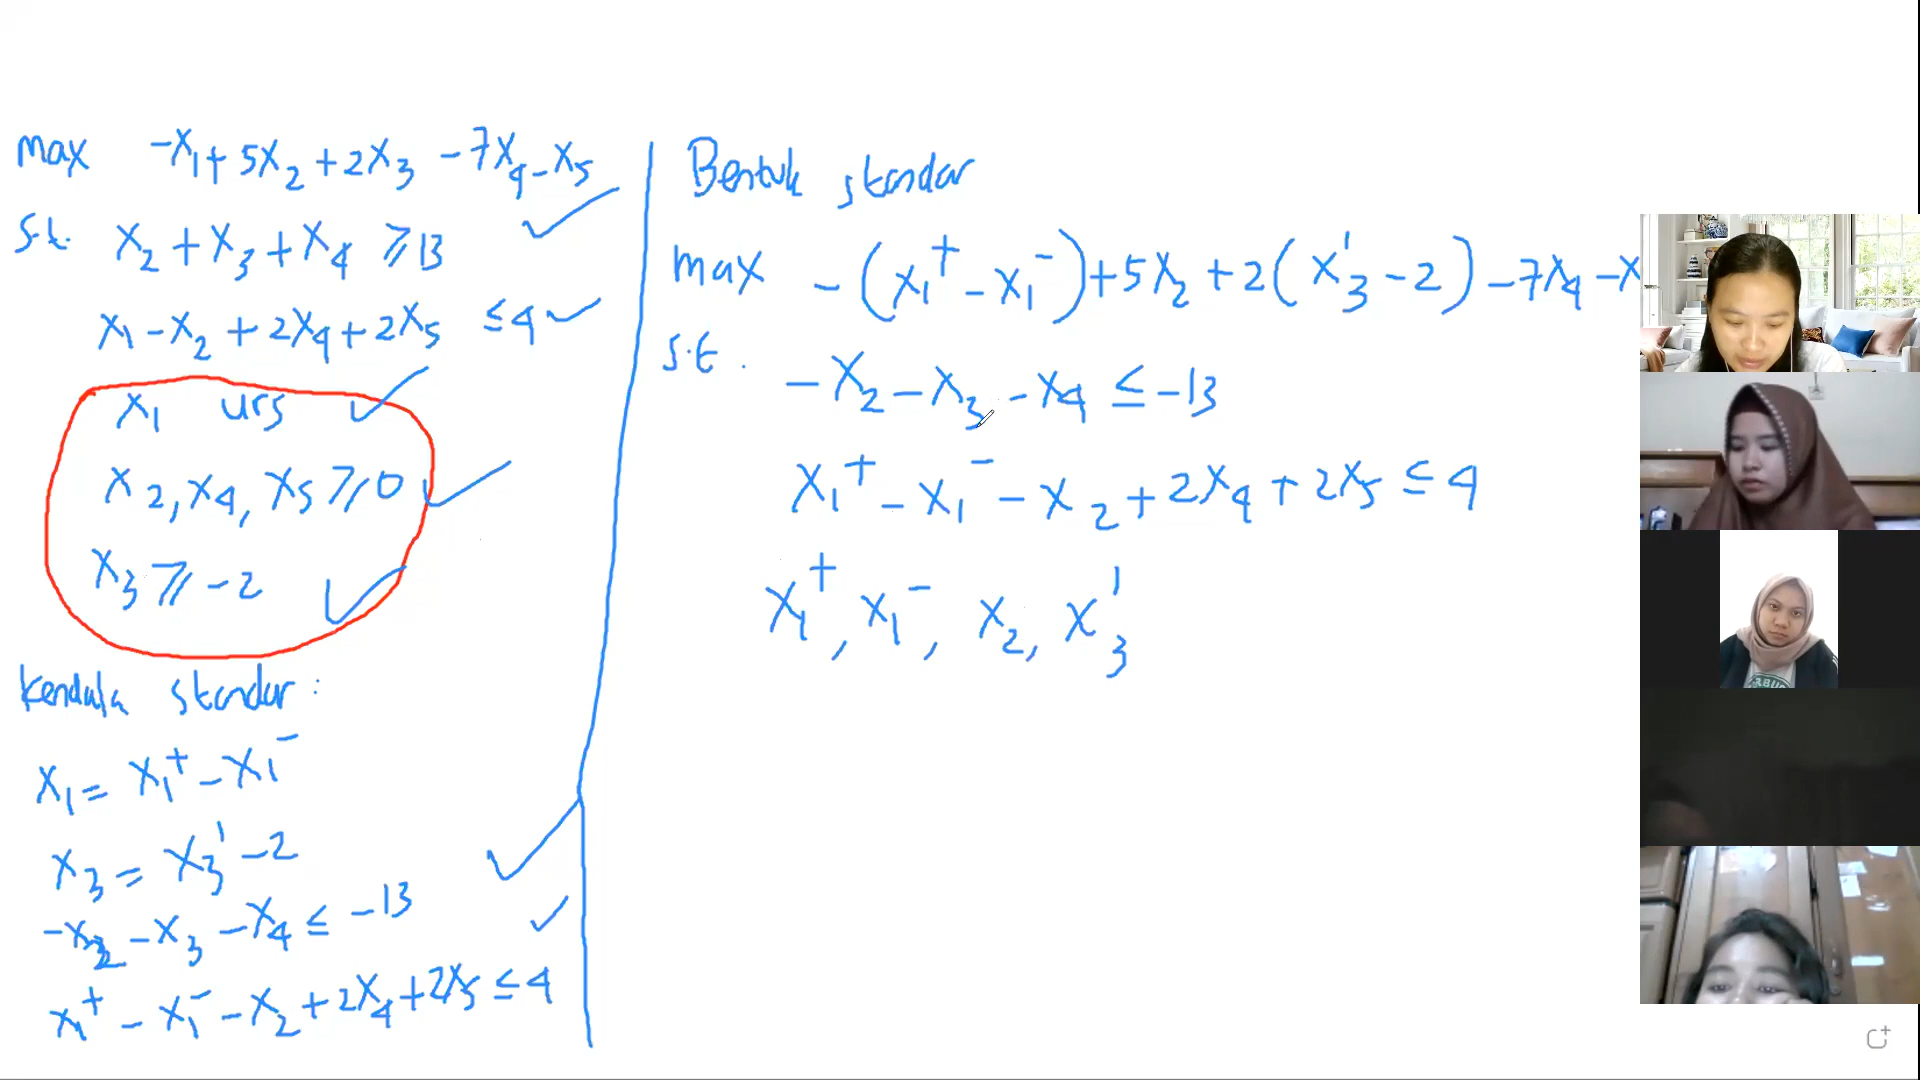 max -x₁ + 5x₂ + 2x₃ - 7x₄ - x₅
s.t. x₂ + x₃ + x₄ ≥ 13
x₁ - x₂ + 2x₄ + 2x₅ ≤ 4
x₁ urs
x₂, x₄, x₅ ≥ 0
x₃ ≥ -2
kendala standar :
x₁ = x₁⁺ - x₁⁻
x₃ = x₃' - 2
-x₂ - x₃ - x₄ ≤ -13
x₁⁺ - x₁⁻ - x₂ + 2x₄ + 2x₅ ≤ 4
Bentuk standar
max - (x₁⁺ - x₁⁻) + 5x₂ + 2(x₃' - 2) - 7x₄ - x
s.t. -x₂ - x₃ - x₄ ≤ -13
x₁⁺ - x₁⁻ - x₂ + 2x₄ + 2x₅ ≤ 4
x₁⁺, x₁⁻, x₂, x₃'